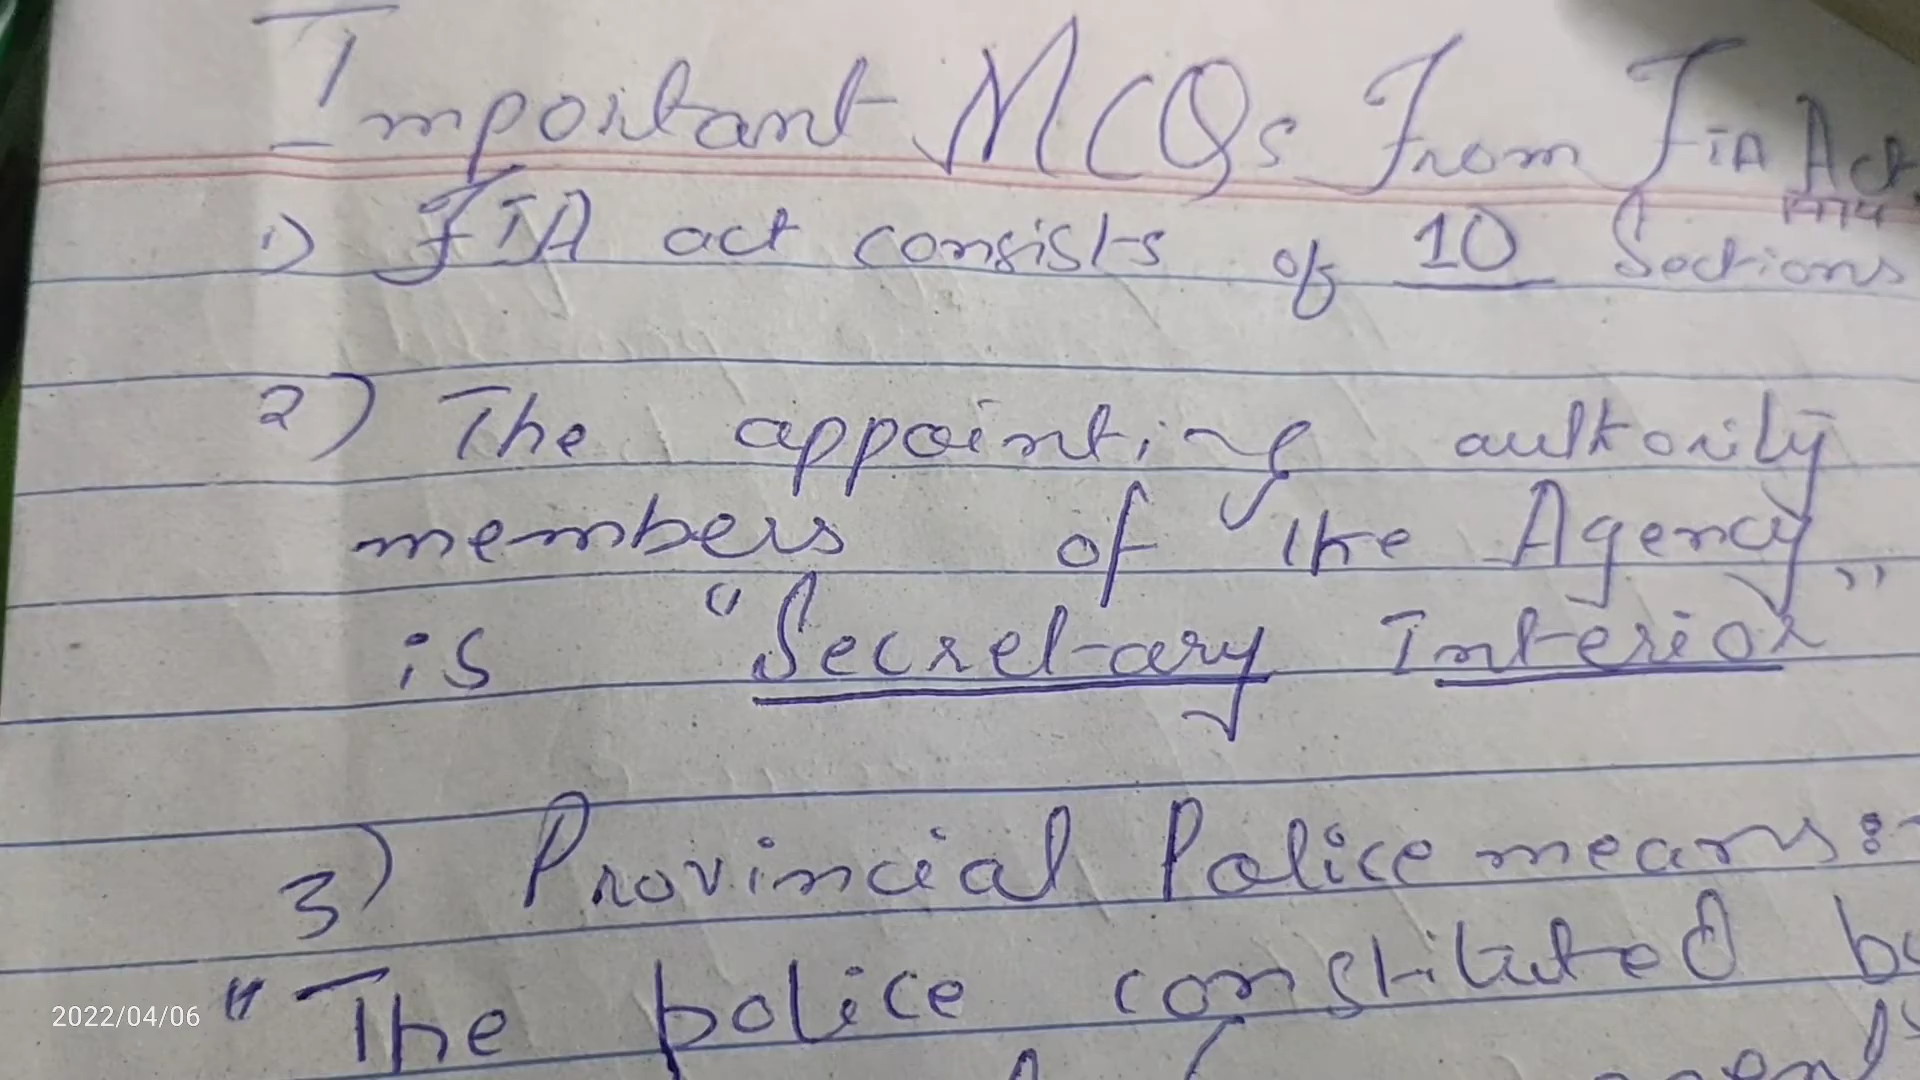 Important MCQs From FIA Act
1974
1) FIA act consists of 10 Sections
2) The appointing authority
members of the Agency
is "Secretary Interior"
3) Provincial Police means:-
"The police constituted
2022/04/06